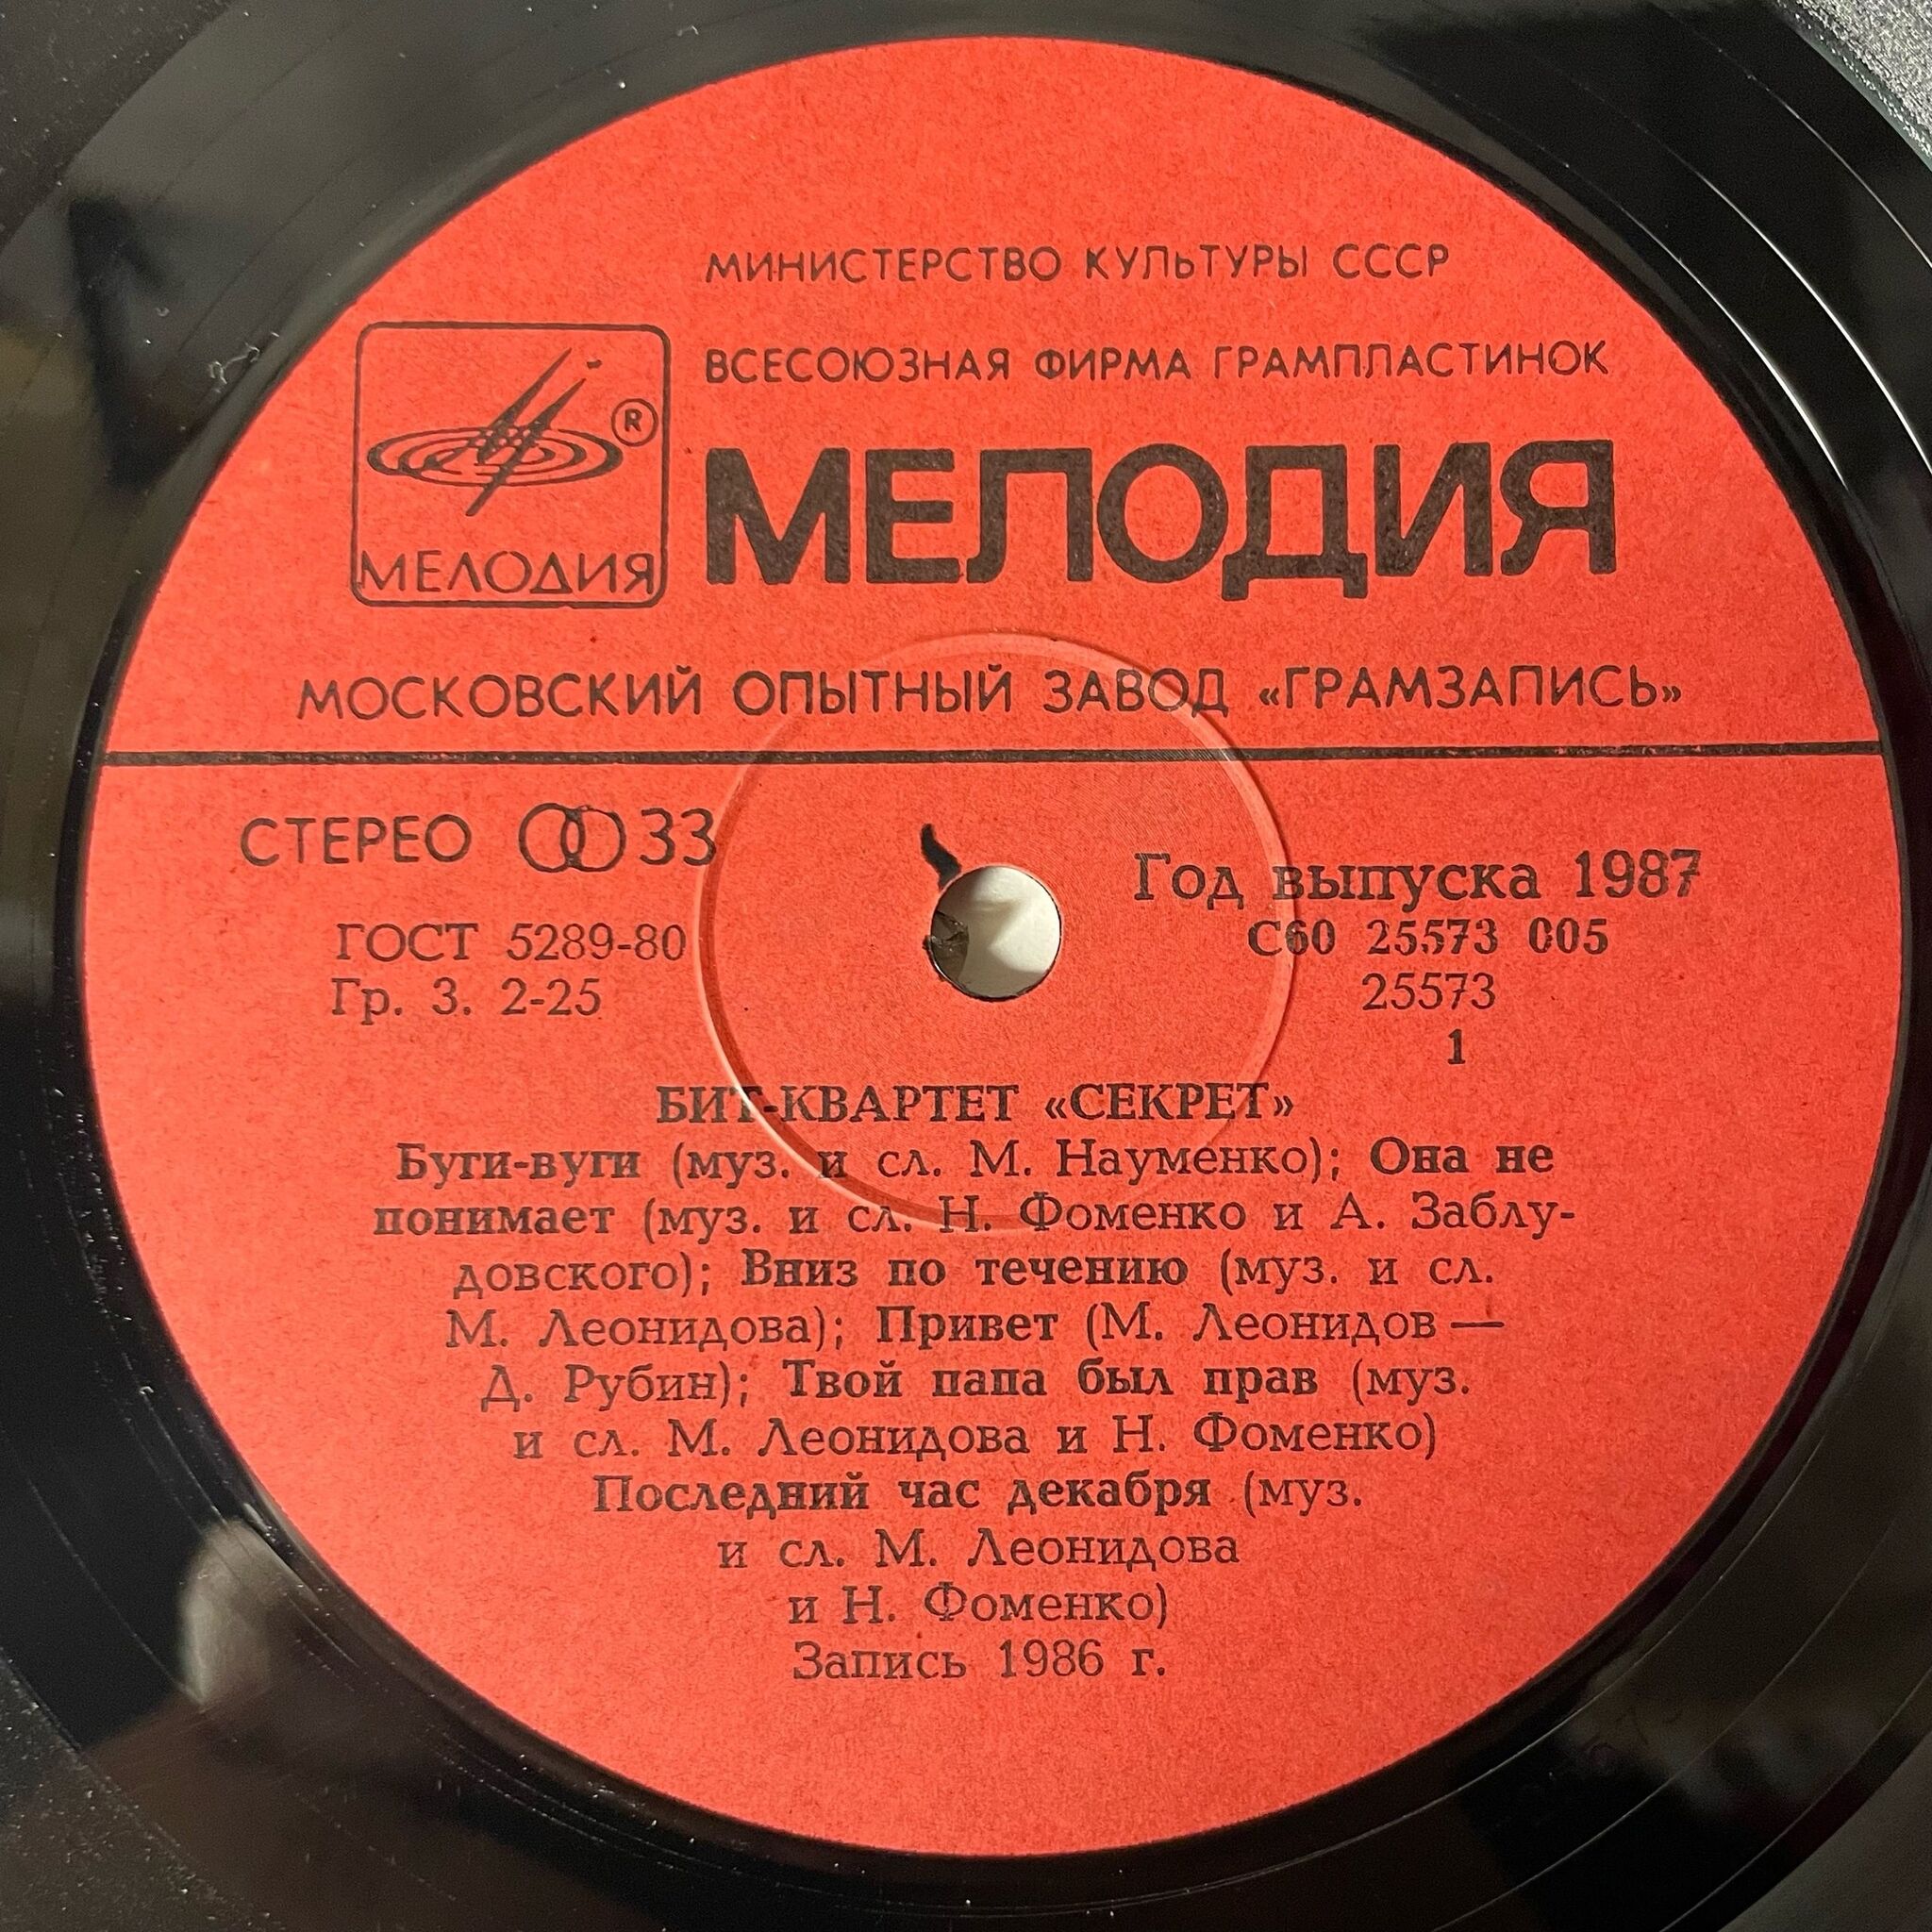 МИНИСТЕРСТВО КУЛЬТУРЫ СССР
ВСЕСОЮЗНАЯ ФИРМА ГРАМПЛАСТИНОК
®
МЕЛОДИЯ
МЕЛОДИЯ
МОСКОВСКИЙ ОПЫТНЫЙ ЗАВОД «ГРАМЗАПИСЬ»
СТЕРЕО 33
Год выпуска 1987
ГОСТ 5289-80
С60 25573 005
Гр. 3. 2-25
25573
1
БИТ-КВАРТЕТ «СЕКРЕТ»
Буги-вуги (муз. и сл. М. Науменко); Она не
понимает (муз. и сл. Н. Фоменко и А. Заблу-
довского); Вниз по течению (муз. и сл.
М. Леонидова); Привет (М. Леонидов —
Д. Рубин); Твой папа был прав (муз.
и сл. М. Леонидова и Н. Фоменко)
Последний час декабря (муз.
и сл. М. Леонидова
и Н. Фоменко)
Запись 1986 г.